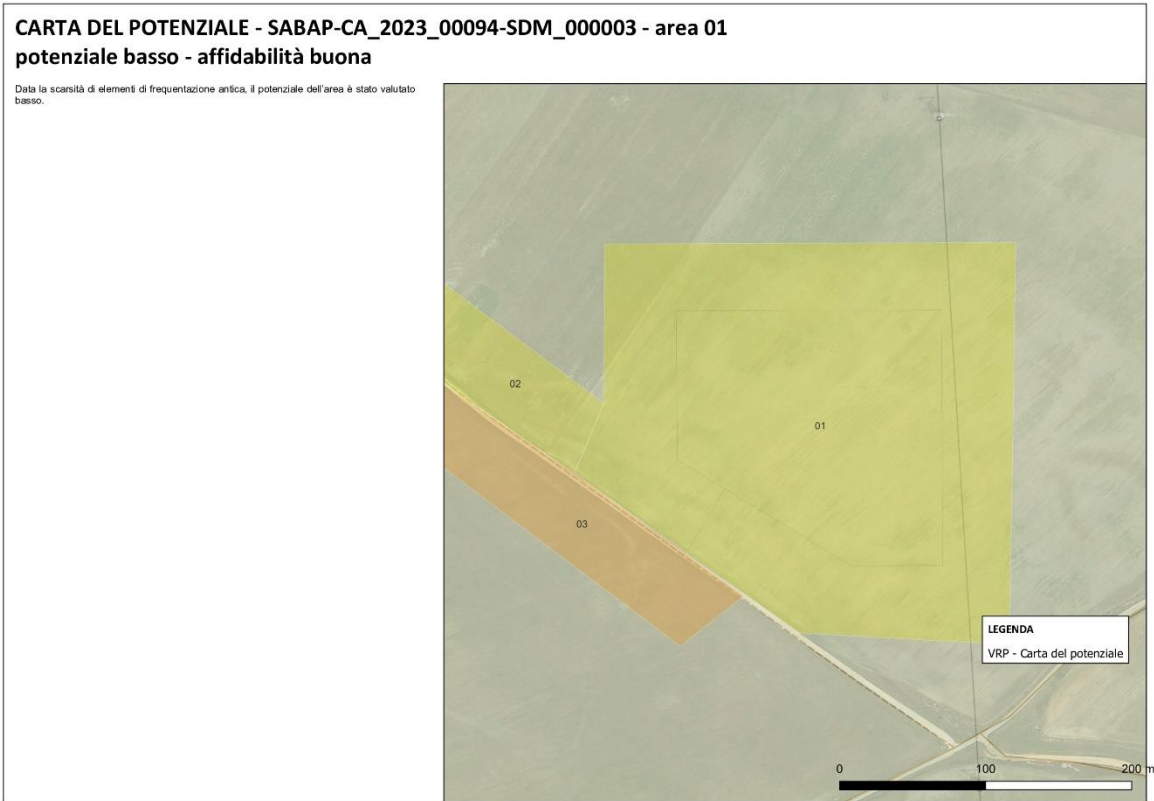 CARTA DEL POTENZIALE - SABAP-CA_2023_00094-SDM_000003 - area 01
potenziale basso - affidabilità buona
Data la scarsità di elementi di frequentazione antica, il potenziale dell'area è stato valutato
basso.
02
01
03
LEGENDA
VRP - Carta del potenziale
0 100 200 m